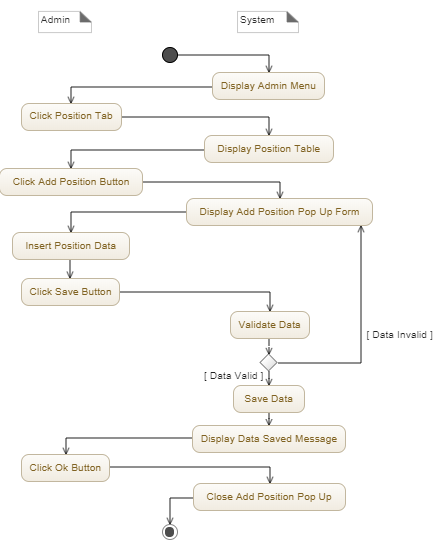 Admin
System
Display Admin Menu
Click Position Tab
Display Position Table
Click Add Position Button
Display Add Position Pop Up Form
Insert Position Data
Click Save Button
Validate Data
[ Data Invalid ]
[ Data Valid ]
Save Data
Display Data Saved Message
Click Ok Button
Close Add Position Pop Up